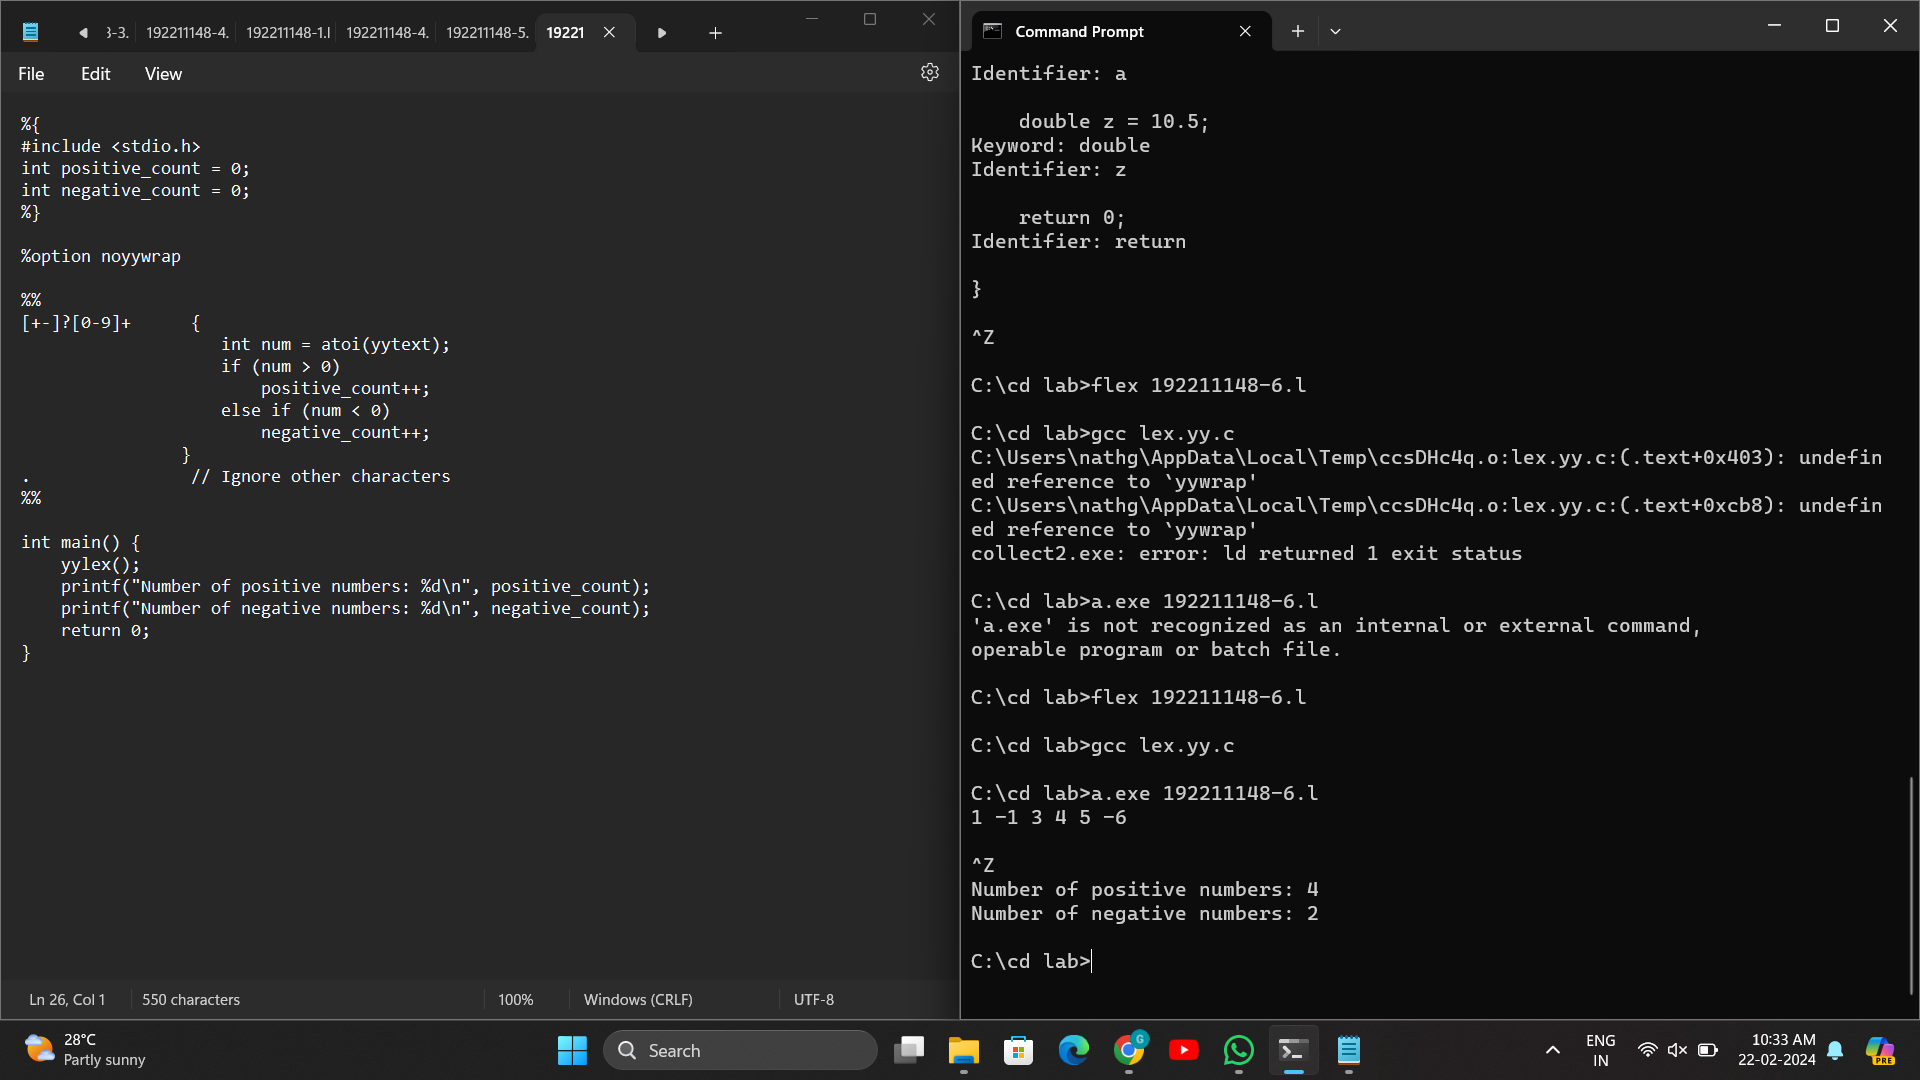 3-3.
192211148-4.
192211148-1.l
192211148-4.
192211148-5.
19221
File
Edit
View
%{
#include <stdio.h>
int positive_count = 0;
int negative_count = 0;
%}
%option noyywrap
%%
[+-]?[0-9]+      {
int num = atoi(yytext);
if (num > 0)
positive_count++;
else if (num < 0)
negative_count++;
}
.                // Ignore other characters
%%
int main() {
yylex();
printf("Number of positive numbers: %d\n", positive_count);
printf("Number of negative numbers: %d\n", negative_count);
return 0;
}
Ln 26, Col 1
550 characters
100%
Windows (CRLF)
UTF-8
Command Prompt
Identifier: a
double z = 10.5;
Keyword: double
Identifier: z
return 0;
Identifier: return
}
^Z
C:\cd lab>flex 192211148-6.l
C:\cd lab>gcc lex.yy.c
C:\Users\nathg\AppData\Local\Temp\ccsDHc4q.o:lex.yy.c:(.text+0x403): undefin
ed reference to `yywrap'
C:\Users\nathg\AppData\Local\Temp\ccsDHc4q.o:lex.yy.c:(.text+0xcb8): undefin
ed reference to `yywrap'
collect2.exe: error: ld returned 1 exit status
C:\cd lab>a.exe 192211148-6.l
'a.exe' is not recognized as an internal or external command,
operable program or batch file.
C:\cd lab>flex 192211148-6.l
C:\cd lab>gcc lex.yy.c
C:\cd lab>a.exe 192211148-6.l
1 -1 3 4 5 -6
^Z
Number of positive numbers: 4
Number of negative numbers: 2
C:\cd lab>
28°C
Partly sunny
Search
G
ENG
IN
10:33 AM
22-02-2024
PRE